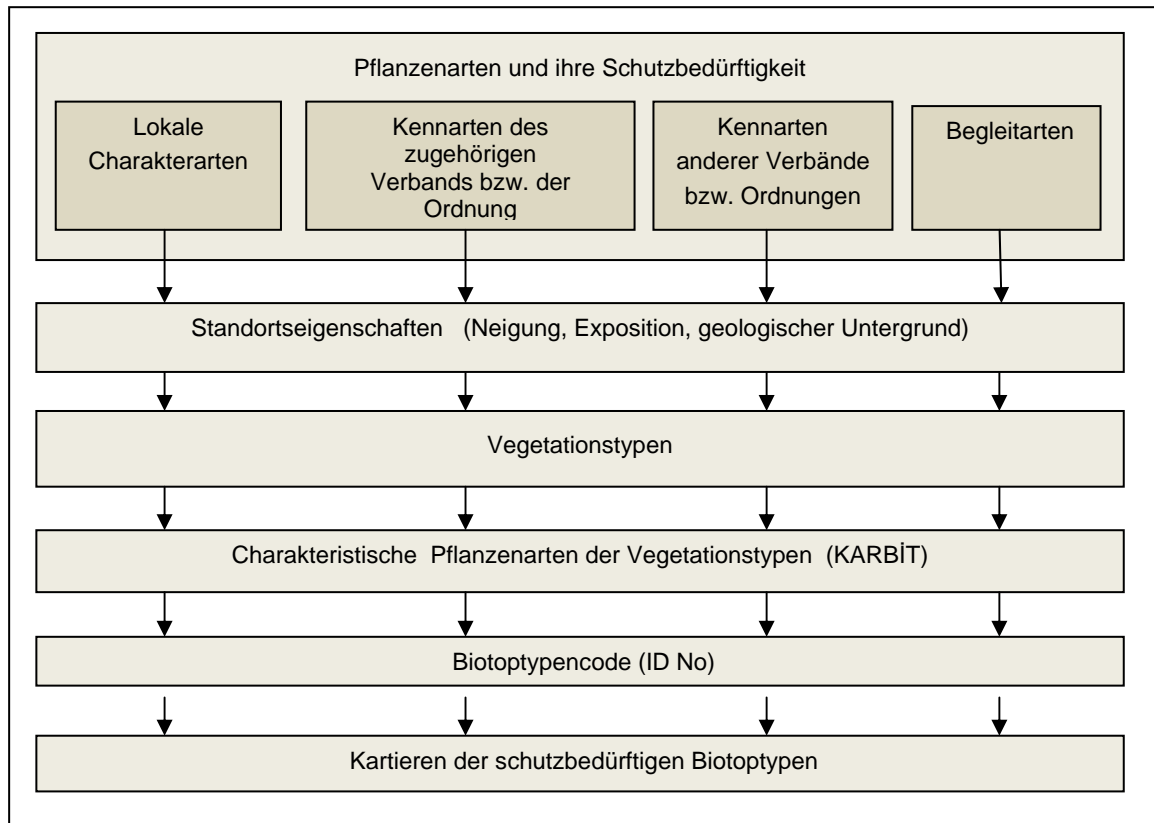 Pflanzenarten und ihre Schutzbedürftigkeit
Lokale
Charakterarten
Kennarten des
zugehörigen
Verbands bzw. der
Ordnung
Kennarten
anderer Verbände
bzw. Ordnungen
Begleitarten
Standortseigenschaften (Neigung, Exposition, geologischer Untergrund)
Vegetationstypen
Charakteristische Pflanzenarten der Vegetationstypen (KARBİT)
Biotoptypencode (ID No)
Kartieren der schutzbedürftigen Biotoptypen